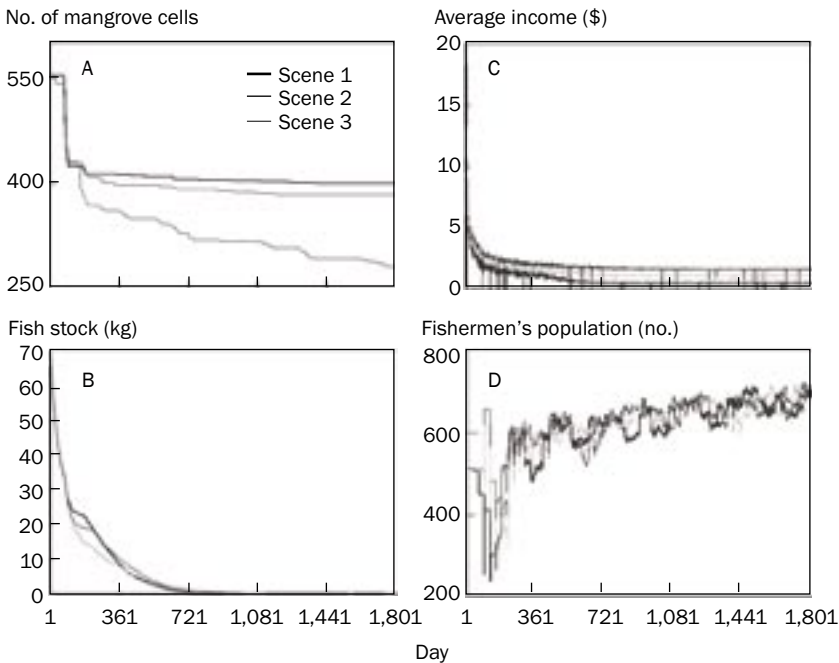 No. of mangrove cells
550
400
250
A
Scene 1
Scene 2
Scene 3
Average income ($)
20
15
10
5
0
C
Fish stock (kg)
70
60
50
40
30
20
10
0
B
1 361 721 1,081 1,441 1,801
Fishermen’s population (no.)
800
600
400
200
D
1 361 721 1,081 1,441 1,801
Day